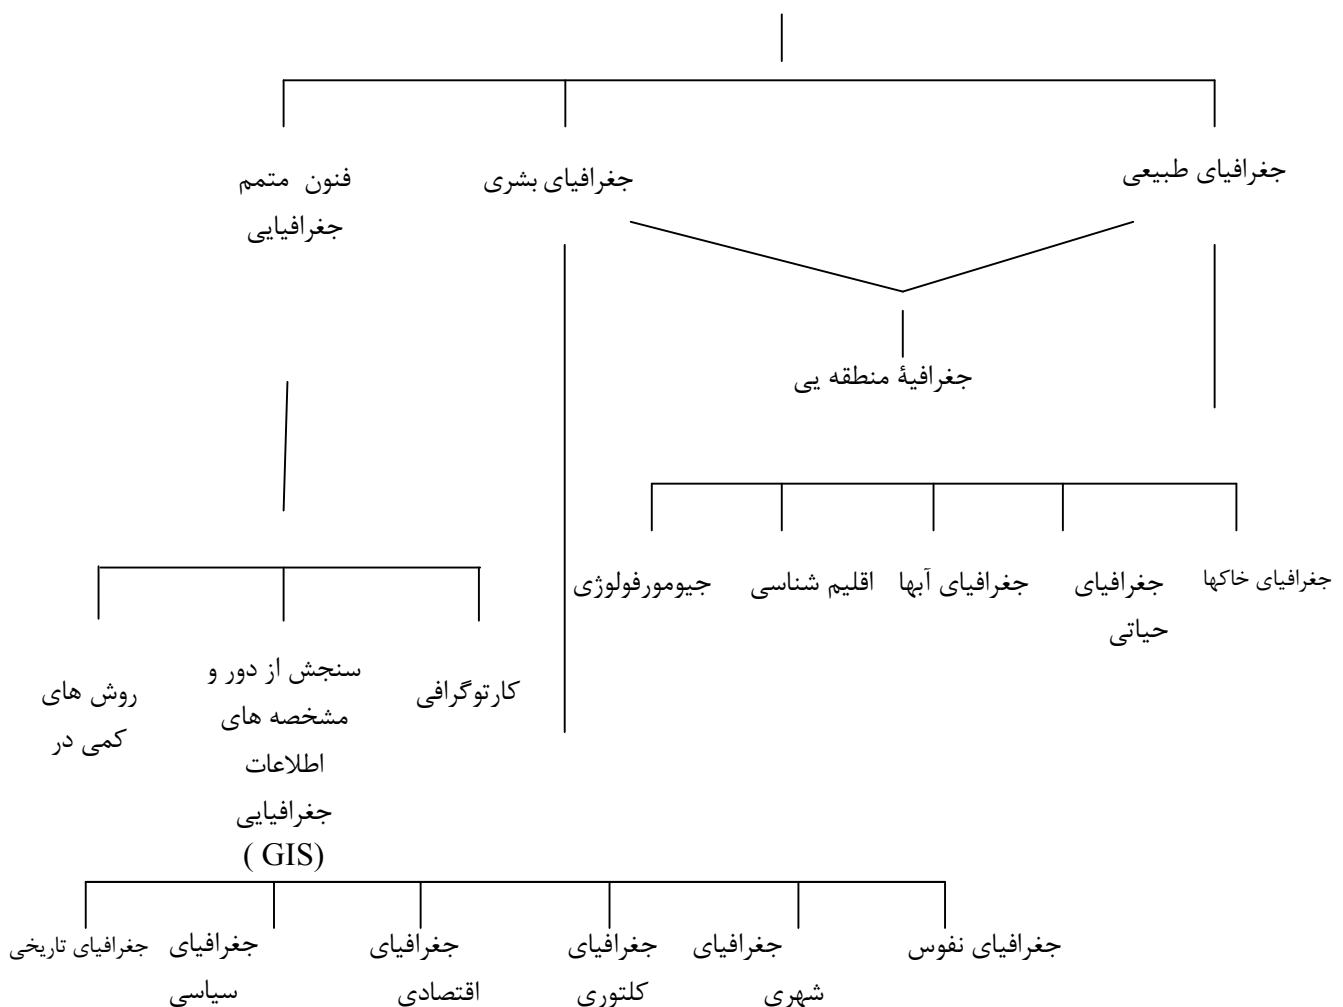 جغرافیای طبیعی
جغرافیای بشری
فنون متمم
جغرافیایی
جغرافیهٔ منطقه یی
جغرافیای خاکها
جغرافیای
حیاتی
جغرافیای آبها
اقلیم شناسی
جیومورفولوژی
کارتوگرافی
سنجش از دور و
مشخصه های
اطلاعات
جغرافیایی
( GIS)
روش های
کمی در
جغرافیای نفوس
جغرافیای
شهری
جغرافیای
کلتوری
جغرافیای
اقتصادی
جغرافیای
سیاسی
جغرافیای تاریخی